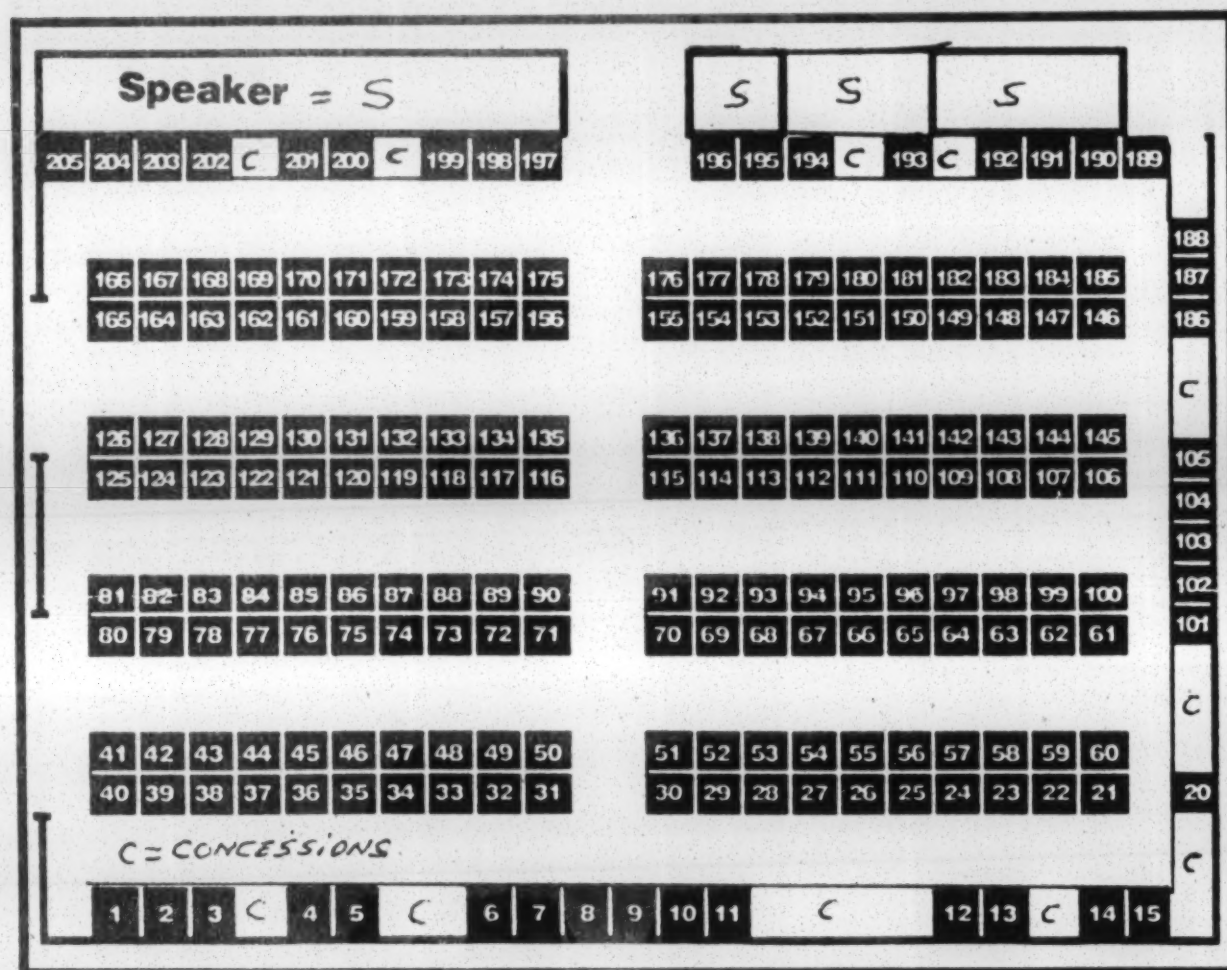 Speaker = S
S S S
205 204 203 202 C 201 200 C 199 198 197
196 195 194 C 193 C 192 191 190 189
188
166 167 168 169 170 171 172 173 174 175
176 177 178 179 180 181 182 183 184 185
187
165 164 163 162 161 160 159 158 157 156
155 154 153 152 151 150 149 148 147 146
186
C
126 127 128 129 130 131 132 133 134 135
136 137 138 139 140 141 142 143 144 145
105
125 124 123 122 121 120 119 118 117 116
115 114 113 112 111 110 109 108 107 106
104
103
81 82 83 84 85 86 87 88 89 90
91 92 93 94 95 96 97 98 99 100
102
80 79 78 77 76 75 74 73 72 71
70 69 68 67 66 65 64 63 62 61
101
C
41 42 43 44 45 46 47 48 49 50
51 52 53 54 55 56 57 58 59 60
40 39 38 37 36 35 34 33 32 31
30 29 28 27 26 25 24 23 22 21
20
C = CONCESSIONS
C
1 2 3 C 4 5 C 6 7 8 9 10 11 C 12 13 C 14 15